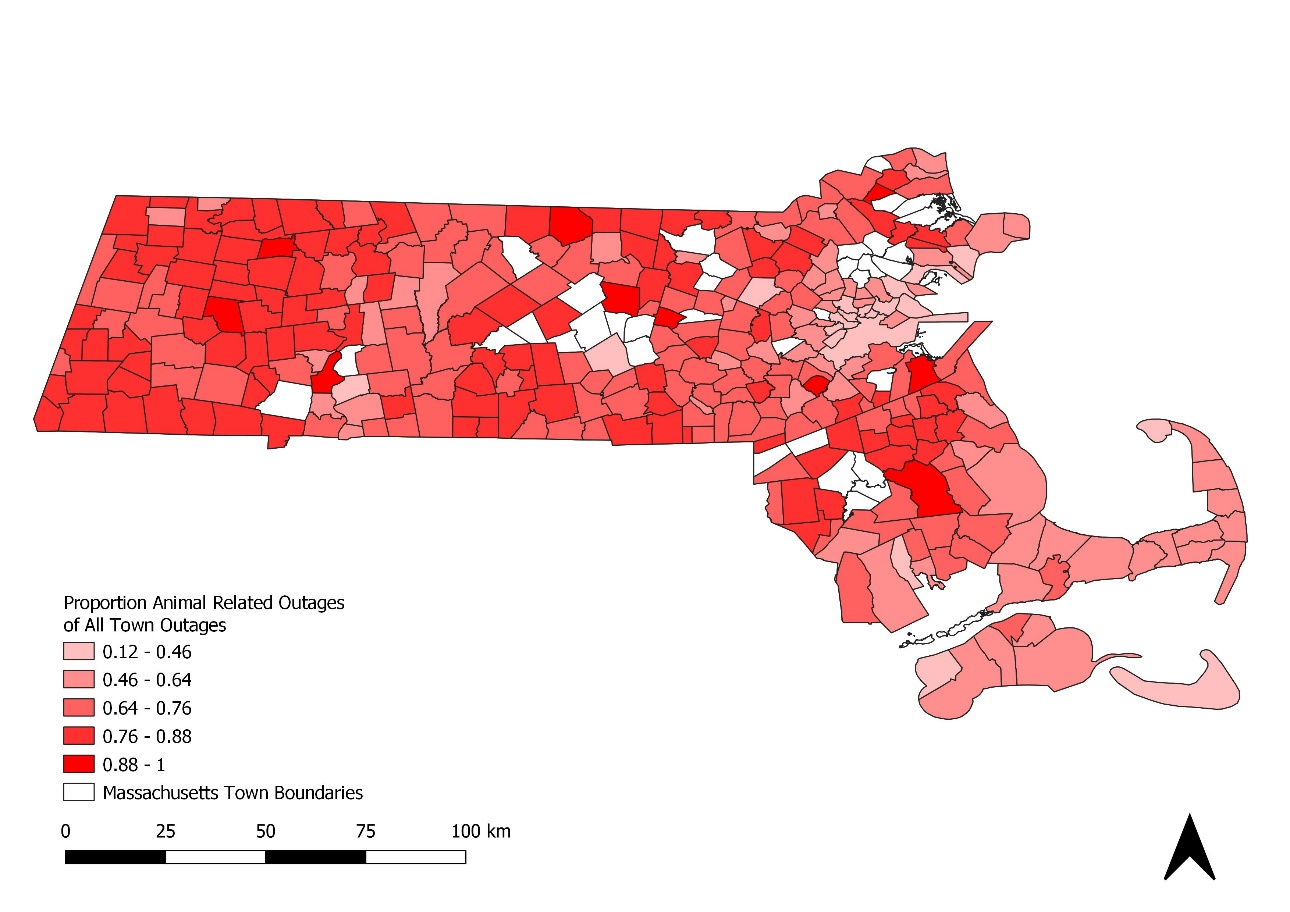 Proportion Animal Related Outages
of All Town Outages
0.12 - 0.46
0.46 - 0.64
0.64 - 0.76
0.76 - 0.88
0.88 - 1
Massachusetts Town Boundaries
0 25 50 75 100 km